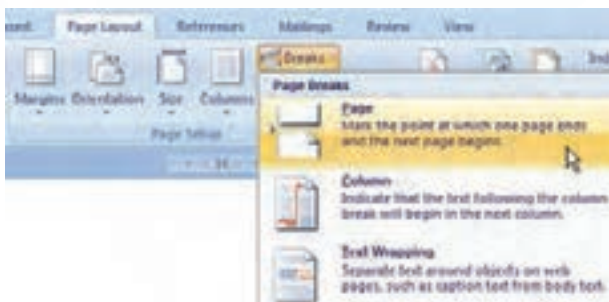 Page Layout References Mailings Review View
Breaks
Margins Orientation Size Columns
Page Setup
Page Breaks
Page
Mark the point at which one page ends
and the next page begins.
Column
Indicate that the text following the column
break will begin in the next column.
Text Wrapping
Separate text around objects on web
pages, such as caption text from body text.